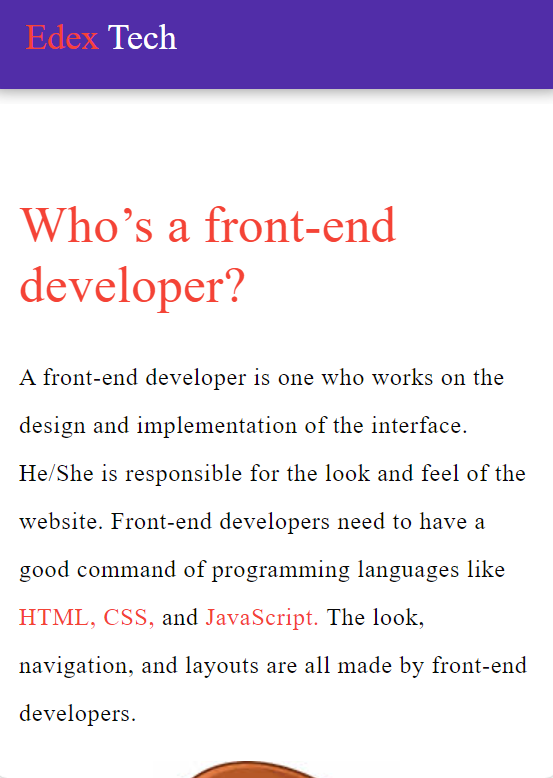 Edex Tech
Who’s a front-end
developer?
A front-end developer is one who works on the
design and implementation of the interface.
He/She is responsible for the look and feel of the
website. Front-end developers need to have a
good command of programming languages like
HTML, CSS, and JavaScript. The look,
navigation, and layouts are all made by front-end
developers.